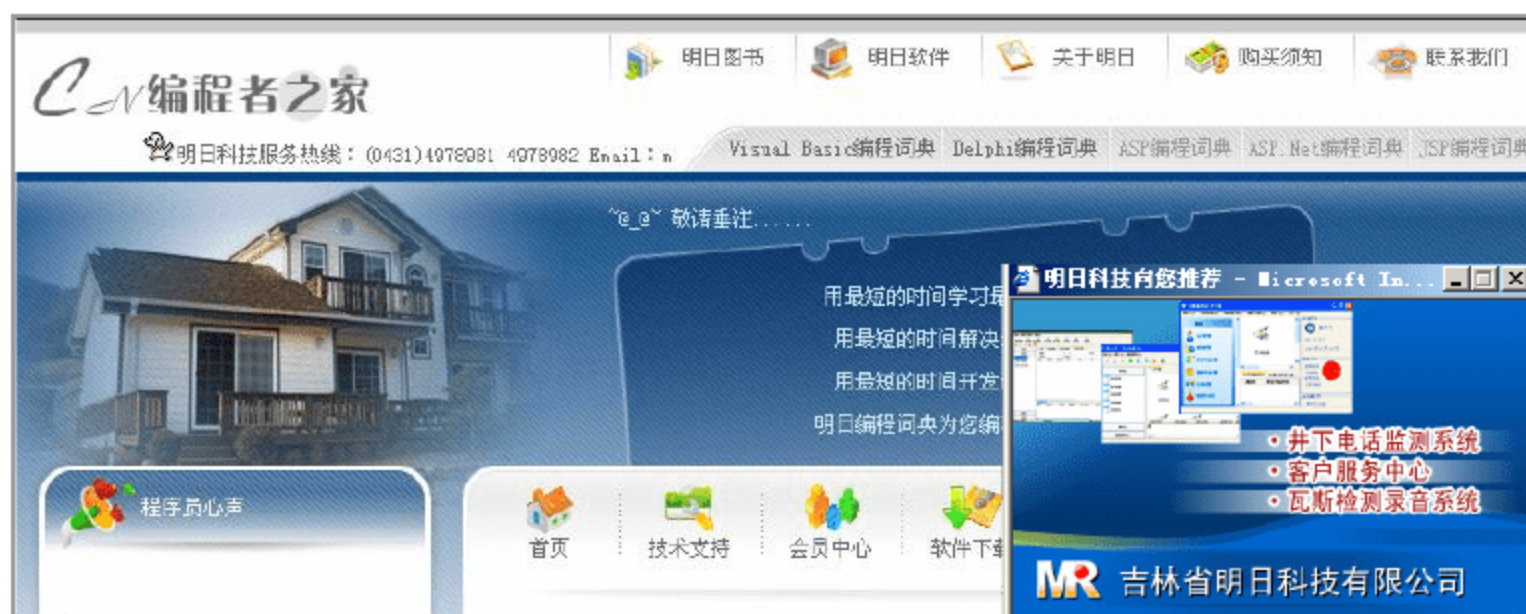 明日图书 明日软件 关于明日 购买须知 联系我们
CN编程者之家
明日科技服务热线：(0431)4978981 4978982 Email：m
Visual Basic编程词典 Delphi编程词典 ASP编程词典 ASP.Net编程词典 JSP编程词典
~@_@~ 敬请垂注......
用最短的时间学习最
用最短的时间解决
用最短的时间开发
明日编程词典为您编
明日科技向您推荐 - Microsoft In...
·井下电话监测系统
·客户服务中心
·瓦斯检测录音系统
MR 吉林省明日科技有限公司
程序员心声
首页 技术支持 会员中心 软件下载